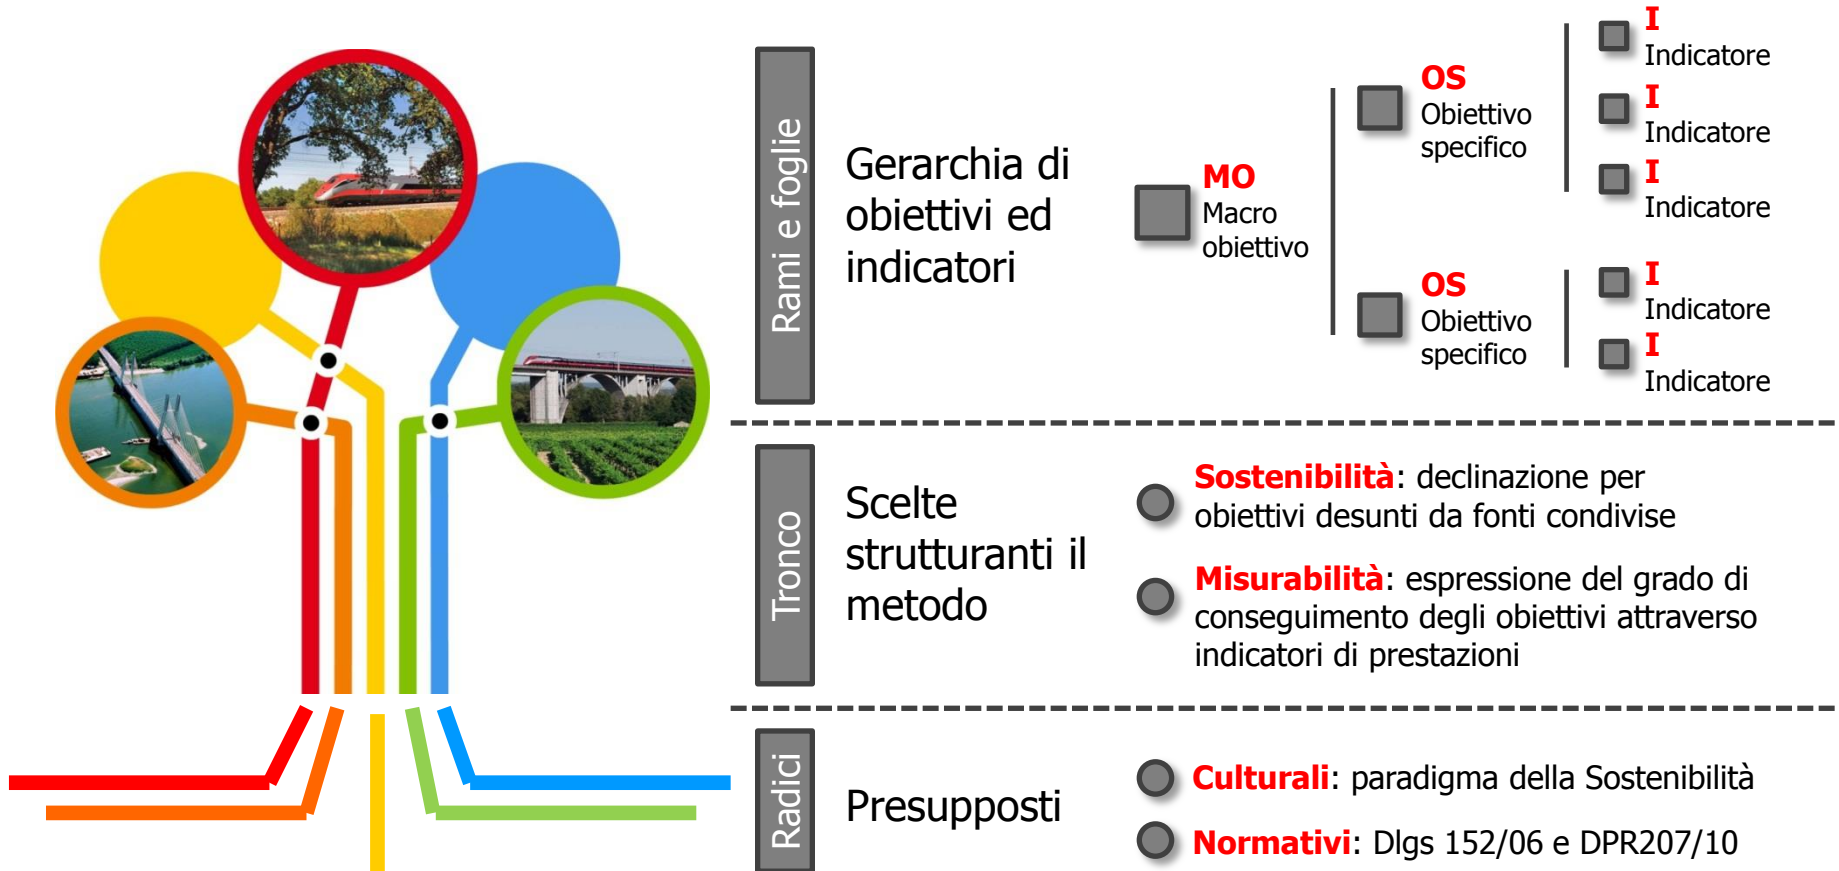 Rami e foglie
Gerarchia di
obiettivi ed
indicatori
MO
Macro
obiettivo
OS
Obiettivo
specifico
I
Indicatore
I
Indicatore
I
Indicatore
OS
Obiettivo
specifico
I
Indicatore
I
Indicatore
Tronco
Scelte
strutturanti il
metodo
Sostenibilità: declinazione per
obiettivi desunti da fonti condivise
Misurabilità: espressione del grado di
conseguimento degli obiettivi attraverso
indicatori di prestazioni
Radici
Presupposti
Culturali: paradigma della Sostenibilità
Normativi: Dlgs 152/06 e DPR207/10